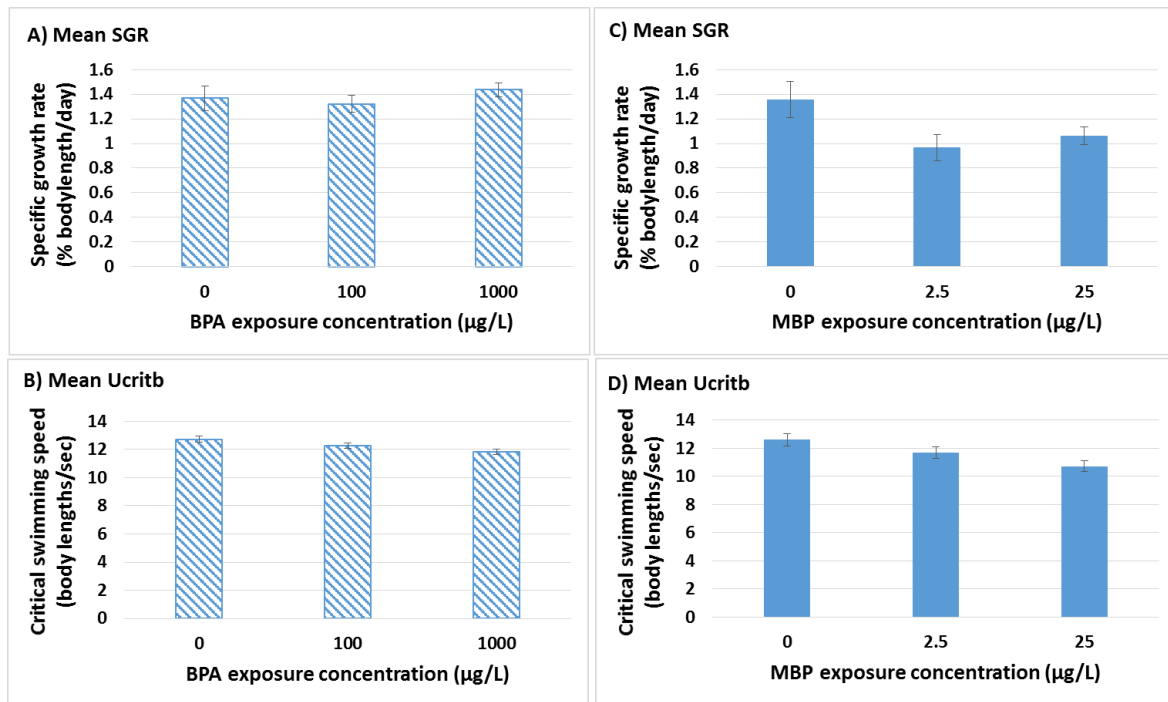 A) Mean SGR
Specific growth rate
(% bodylength/day)
1.6
1.4
1.2
1
0.8
0.6
0.4
0.2
0
0 100 1000
BPA exposure concentration (µg/L)
B) Mean Ucritb
Critical swimming speed
(body lengths/sec)
14
12
10
8
6
4
2
0
0 100 1000
BPA exposure concentration (µg/L)
C) Mean SGR
Specific growth rate
(% bodylength/day)
1.6
1.4
1.2
1
0.8
0.6
0.4
0.2
0
0 2.5 25
MBP exposure concentration (µg/L)
D) Mean Ucritb
Critical swimming speed
(body lengths/sec)
14
12
10
8
6
4
2
0
0 2.5 25
MBP exposure concentration (µg/L)